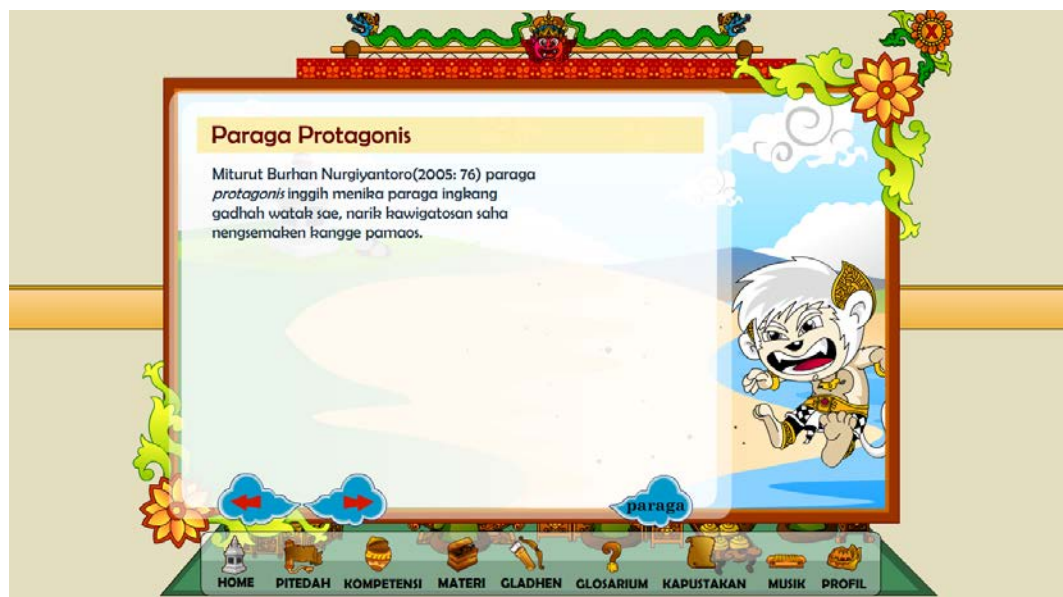 X
Paraga Protagonis
Miturut Burhan Nurgiyantoro(2005: 76) paraga
protagonis inggih menika paraga ingkang
gadhah watak sae, narik kawigatosan saha
nengsemaken kangge pamaos.
paraga
HOME PITEDAH KOMPETENSI MATERI GLADHEN GLOSARIUM KAPUSTAKAN MUSIK PROFIL